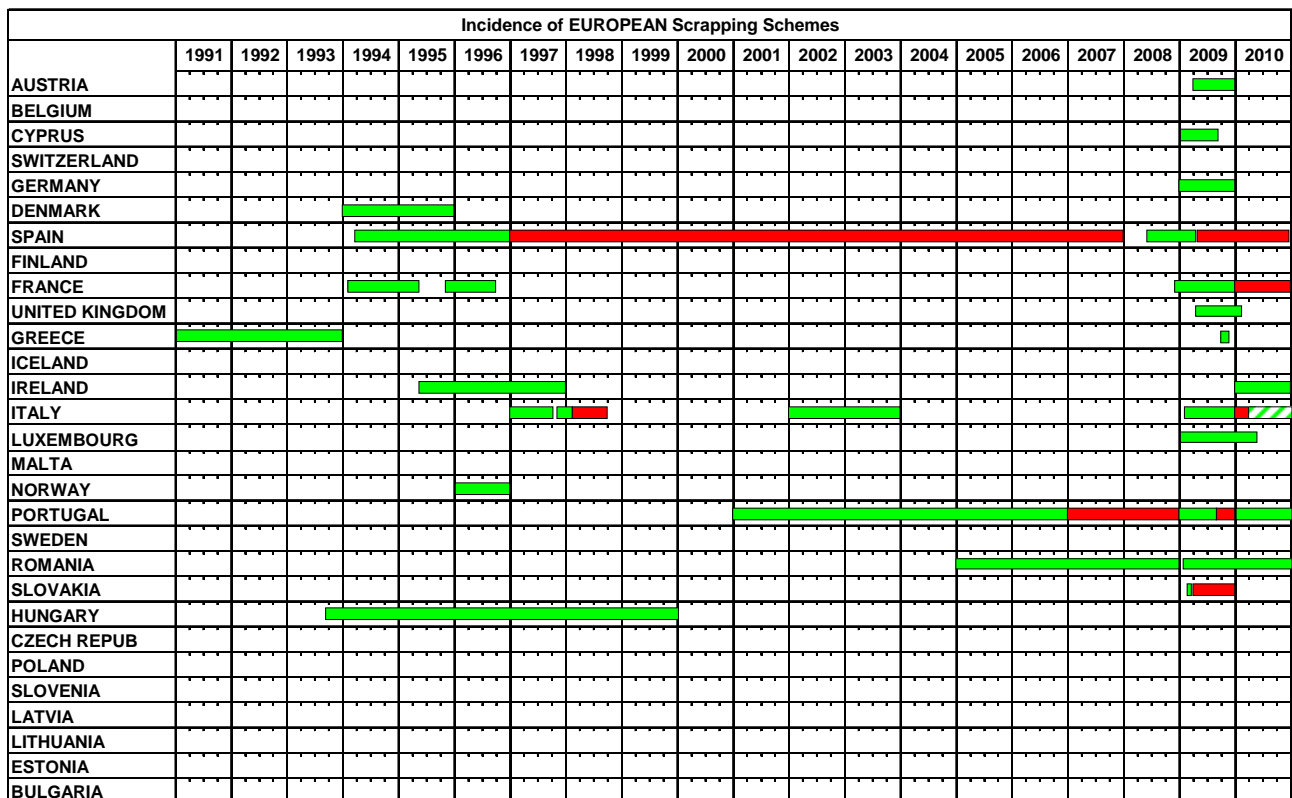 Incidence of EUROPEAN Scrapping Schemes
1991 1992 1993 1994 1995 1996 1997 1998 1999 2000 2001 2002 2003 2004 2005 2006 2007 2008 2009 2010
AUSTRIA
BELGIUM
CYPRUS
SWITZERLAND
GERMANY
DENMARK
SPAIN
FINLAND
FRANCE
UNITED KINGDOM
GREECE
ICELAND
IRELAND
ITALY
LUXEMBOURG
MALTA
NORWAY
PORTUGAL
SWEDEN
ROMANIA
SLOVAKIA
HUNGARY
CZECH REPUB
POLAND
SLOVENIA
LATVIA
LITHUANIA
ESTONIA
BULGARIA